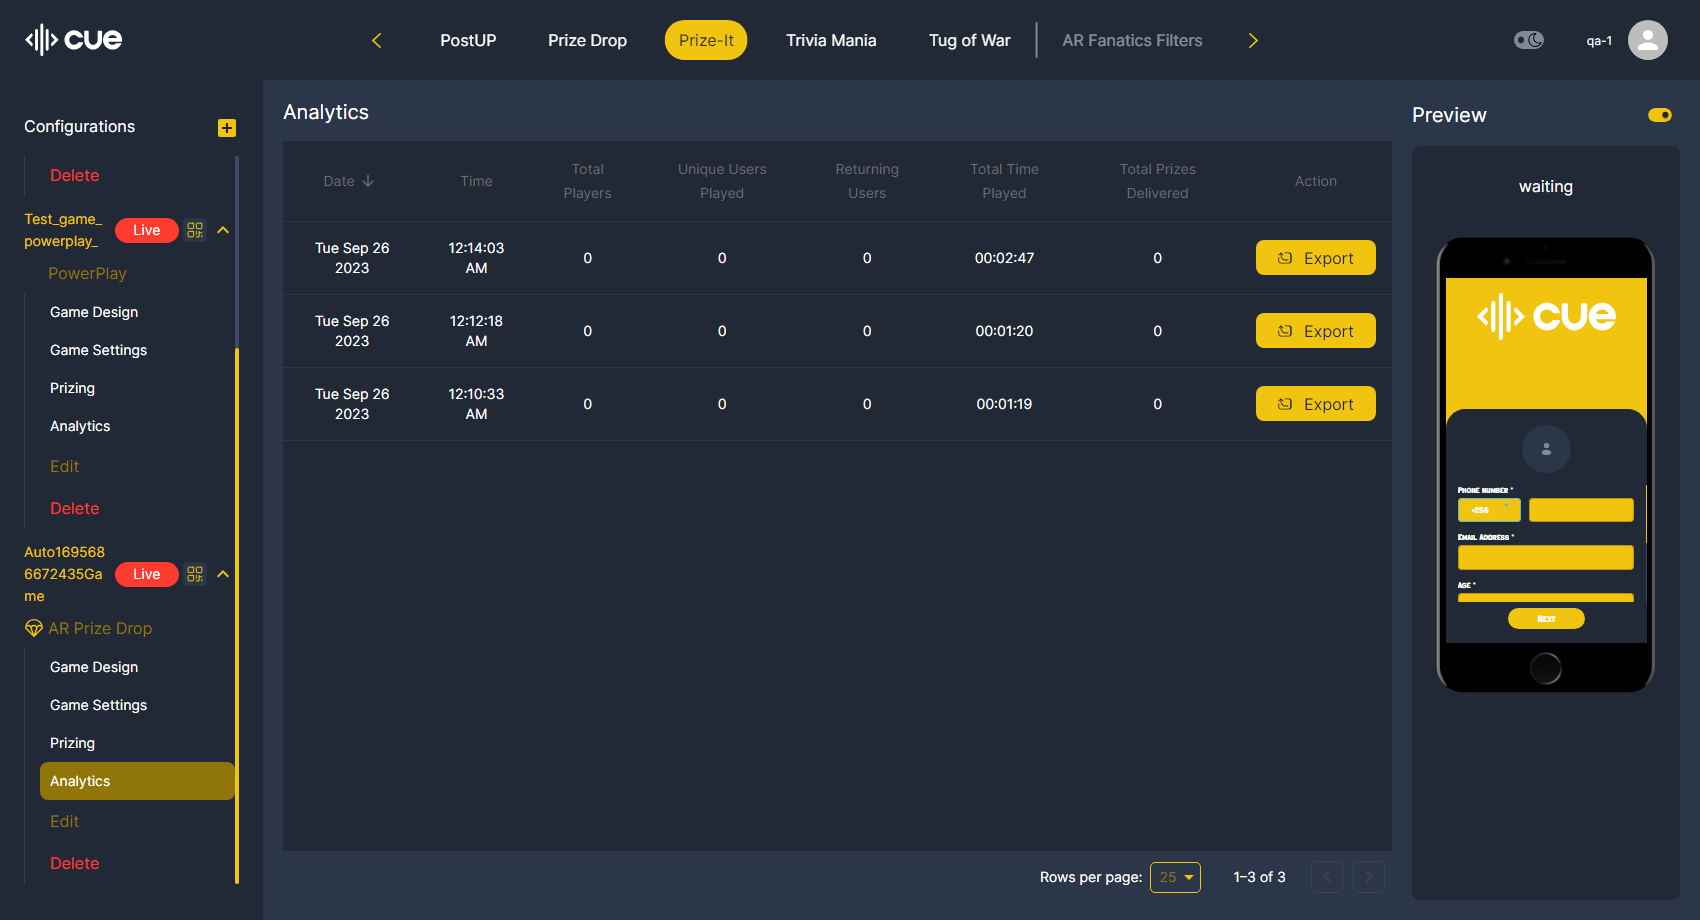 cue
PostUP
Prize Drop
Prize-It
Trivia Mania
Tug of War
AR Fanatics Filters
qa-1
Configurations
Delete
Test_game_
powerplay_
Live
PowerPlay
Game Design
Game Settings
Prizing
Analytics
Edit
Delete
Auto169568
6672435Ga
me
Live
AR Prize Drop
Game Design
Game Settings
Prizing
Analytics
Edit
Delete
Analytics
Date
Time
Total
Players
Unique Users
Played
Returning
Users
Total Time
Played
Total Prizes
Delivered
Action
Tue Sep 26
2023
12:14:03
AM
0
0
0
00:02:47
0
Export
Tue Sep 26
2023
12:12:18
AM
0
0
0
00:01:20
0
Export
Tue Sep 26
2023
12:10:33
AM
0
0
0
00:01:19
0
Export
Rows per page:
25
1–3 of 3
Preview
waiting
cue
Phone number *
+256
Email Address *
Age *
Next